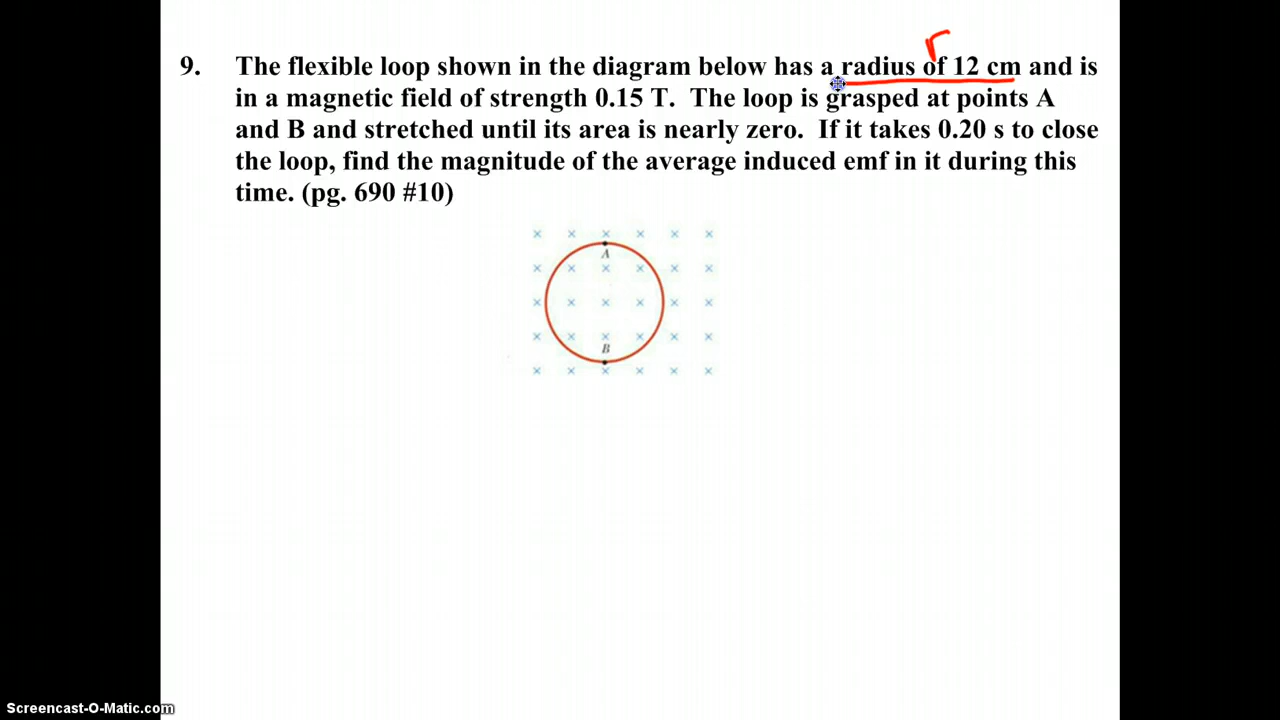 r
9. The flexible loop shown in the diagram below has a radius of 12 cm and is
in a magnetic field of strength 0.15 T. The loop is grasped at points A
and B and stretched until its area is nearly zero. If it takes 0.20 s to close
the loop, find the magnitude of the average induced emf in it during this
time. (pg. 690 #10)
× × × × × ×
A
× × × × × ×
× × × × × ×
× × × × × ×
B
× × × × × ×
Screencast-O-Matic.com